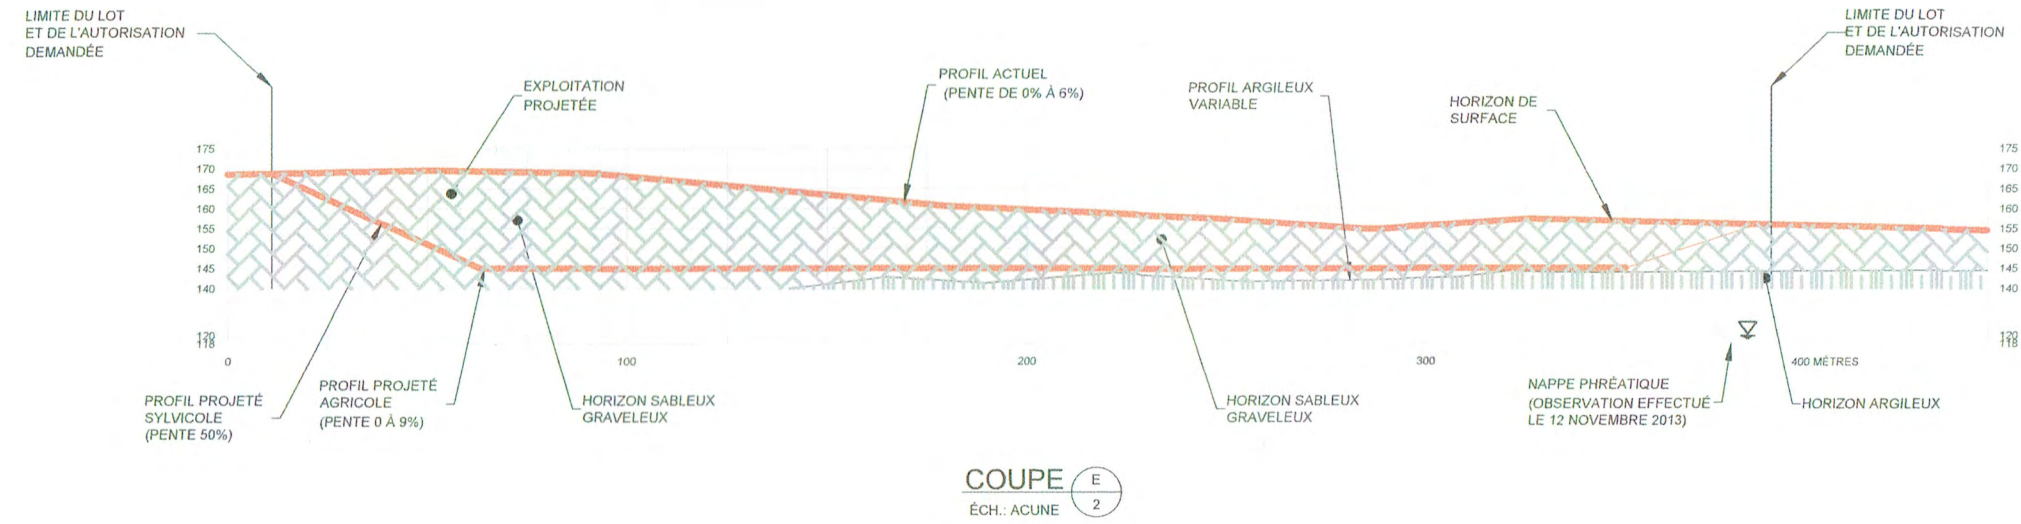 LIMITE DU LOT
ET DE L'AUTORISATION
DEMANDÉE
LIMITE DU LOT
ET DE L'AUTORISATION
DEMANDÉE
EXPLOITATION
PROJETÉE
PROFIL ACTUEL
(PENTE DE 0% À 6%)
PROFIL ARGILEUX
VARIABLE
HORIZON DE
SURFACE
175
170
165
160
155
150
145
140
120
118
175
170
165
160
155
150
145
140
120
118
0
100
200
300
400 MÈTRES
PROFIL PROJETÉ
SYLVICOLE
(PENTE 50%)
PROFIL PROJETÉ
AGRICOLE
(PENTE 0 À 9%)
HORIZON SABLEUX
GRAVELEUX
HORIZON SABLEUX
GRAVELEUX
NAPPE PHRÉATIQUE
(OBSERVATION EFFECTUÉ
LE 12 NOVEMBRE 2013)
HORIZON ARGILEUX
COUPE
E
2
ÉCH.: ACUNE